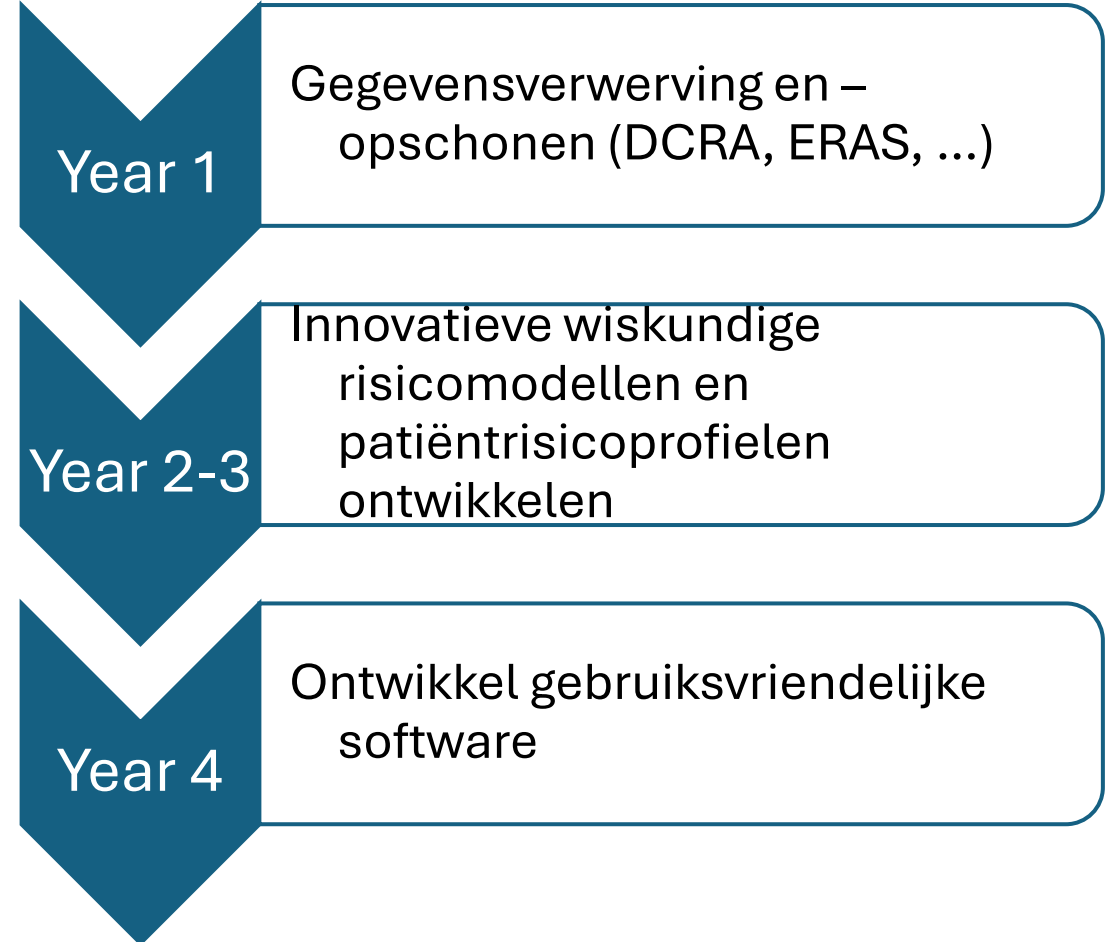 Year 1
Gegevensverwerving en –
opschonen (DCRA, ERAS, ...)
Year 2-3
Innovatieve wiskundige
risicomodellen en
patiëntrisicoprofielen
ontwikkelen
Year 4
Ontwikkel gebruiksvriendelijke
software